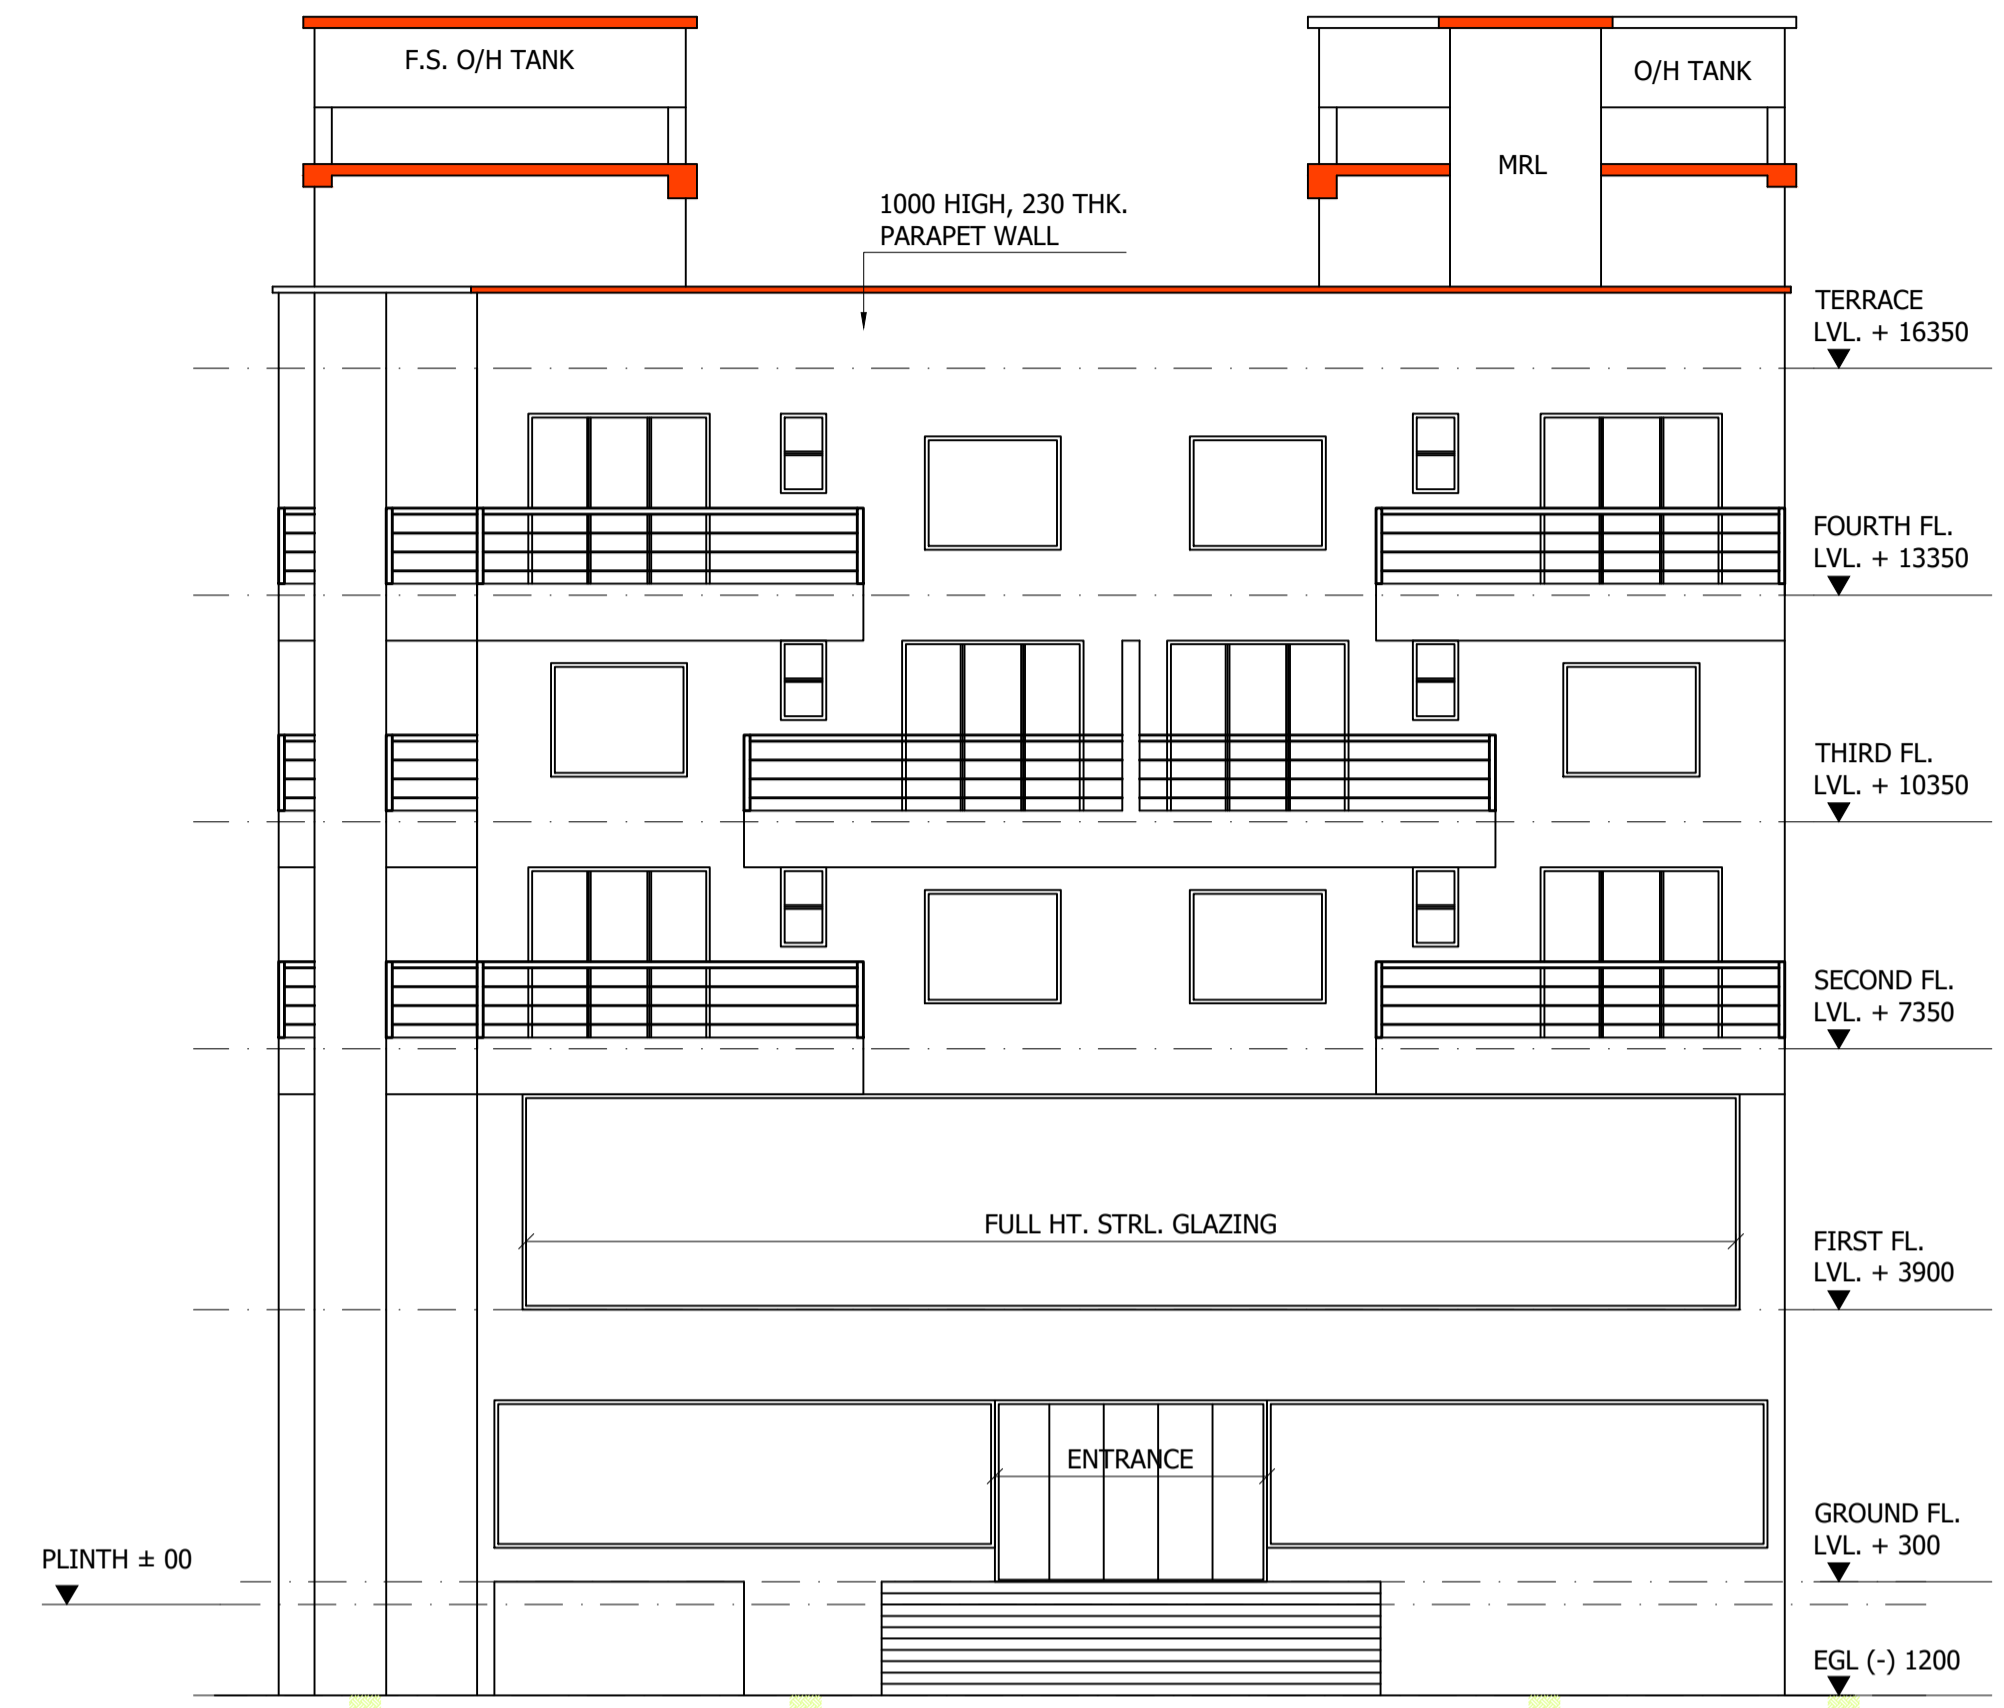 F.S. O/H TANK
O/H TANK
MRL
1000 HIGH, 230 THK.
PARAPET WALL
TERRACE
LVL. + 16350
FOURTH FL.
LVL. + 13350
THIRD FL.
LVL. + 10350
SECOND FL.
LVL. + 7350
FULL HT. STRL. GLAZING
FIRST FL.
LVL. + 3900
ENTRANCE
GROUND FL.
LVL. + 300
PLINTH ± 00
EGL (-) 1200